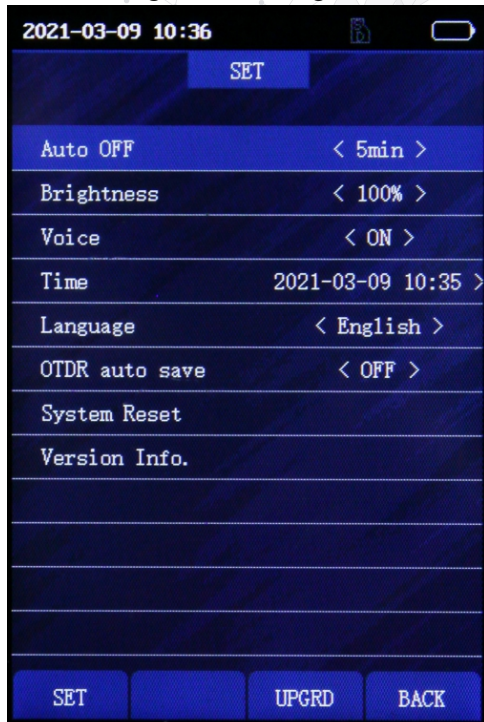 2021-03-09 10:36
SET
Auto OFF < 5min >
Brightness < 100% >
Voice < ON >
Time 2021-03-09 10:35 >
Language < English >
OTDR auto save < OFF >
System Reset
Version Info.
SET UPGRD BACK